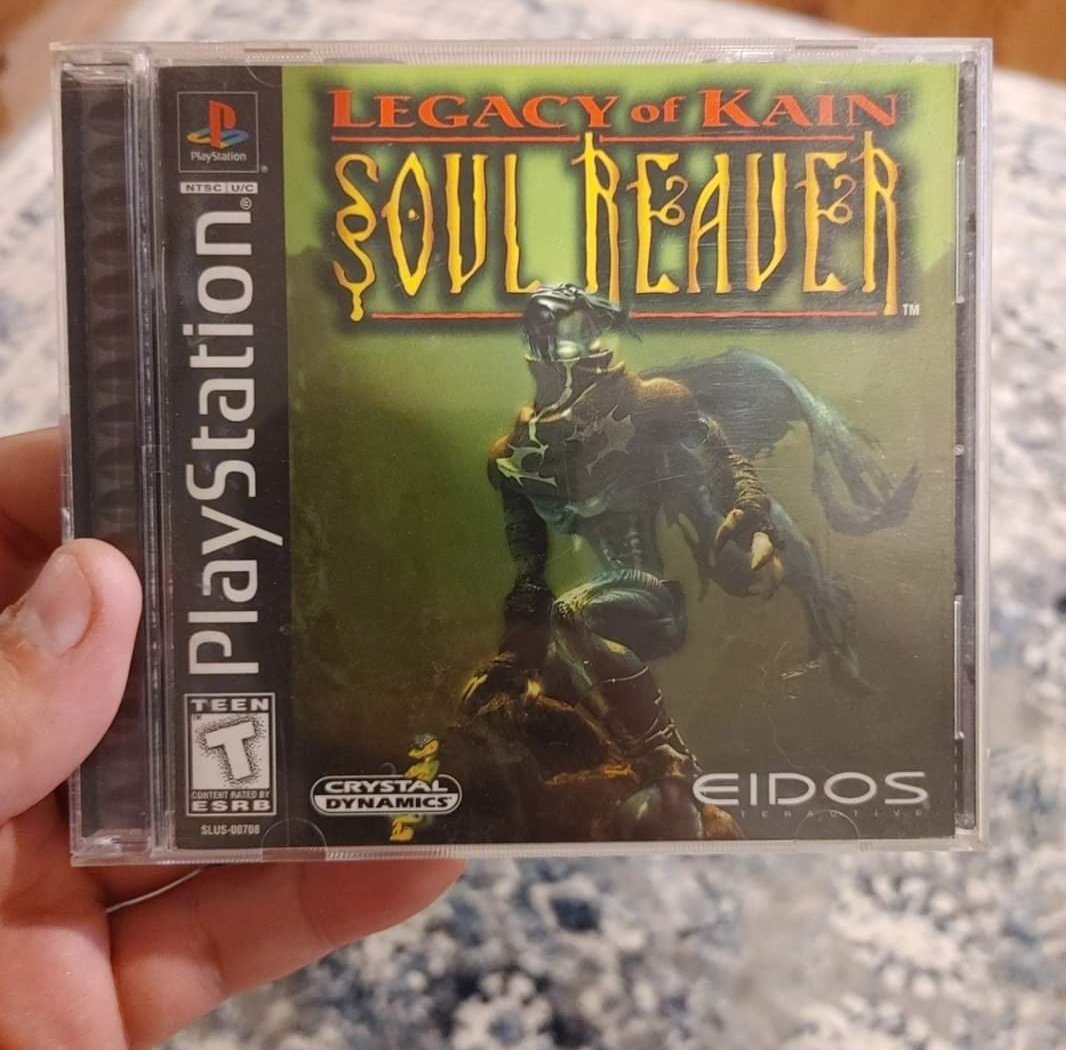 PlayStation
®
NTSC U/C
PlayStation®
TEEN
T
CONTENT RATED BY
ESRB
SLUS-00708
LEGACY of KAIN
SOUL REAVER
TM
CRYSTAL
DYNAMICS
EIDOS